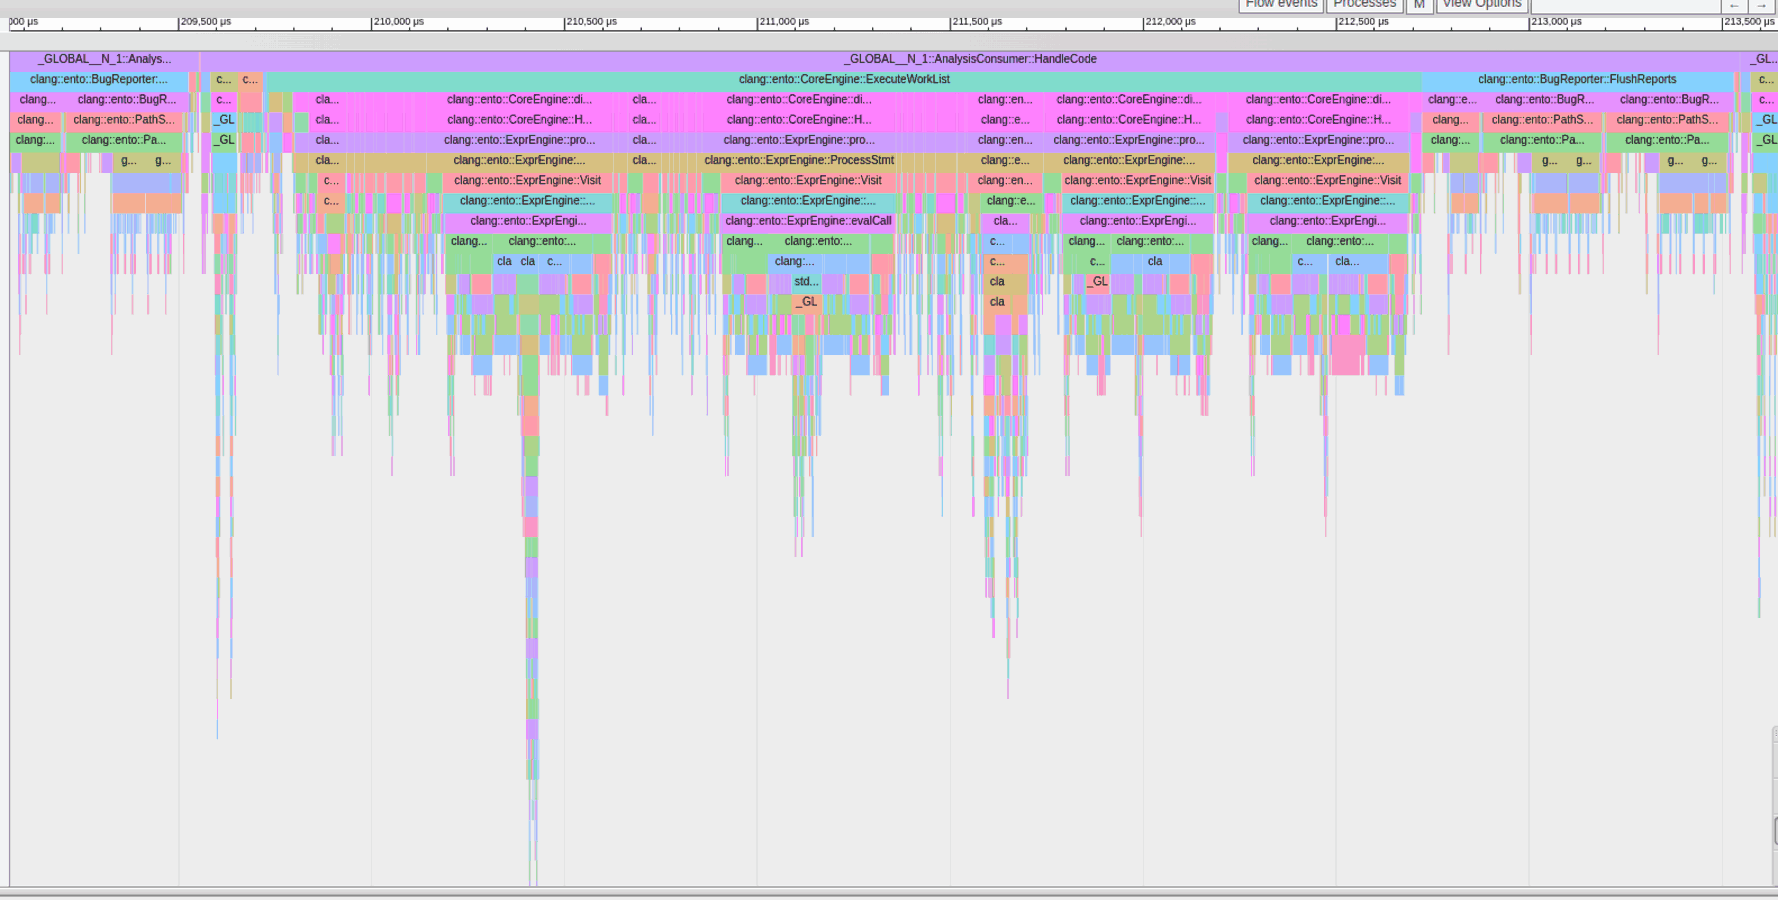 Flow events Processes M View Options ← →
00 µs 209,500 µs 210,000 µs 210,500 µs 211,000 µs 211,500 µs 212,000 µs 212,500 µs 213,000 µs 213,500 µs
_GLOBAL__N_1::Analys... _GLOBAL__N_1::AnalysisConsumer::HandleCode _GL...
clang::ento::BugReporter:... c... c... clang::ento::CoreEngine::ExecuteWorkList clang::ento::BugReporter::FlushReports c...
clang... clang::ento::BugR... c... cla... clang::ento::CoreEngine::di... cla... clang::ento::CoreEngine::di... clang::en... clang::ento::CoreEngine::di... clang::ento::CoreEngine::di... clang::e... clang::ento::BugR... clang::ento::BugR... c...
clang... clang::ento::PathS... _GL cla... clang::ento::CoreEngine::H... cla... clang::ento::CoreEngine::H... clang::e... clang::ento::CoreEngine::H... clang::ento::CoreEngine::H... clang... clang::ento::PathS... clang::ento::PathS... _GL
clang:... clang::ento::Pa... _GL cla... clang::ento::ExprEngine::pro... cla... clang::ento::ExprEngine::pro... clang::en... clang::ento::ExprEngine::pro... clang::ento::ExprEngine::pro... clang:... clang::ento::Pa... clang::ento::Pa... _GL
g... g... cla... clang::ento::ExprEngine:... cla... clang::ento::ExprEngine::ProcessStmt clang::e... clang::ento::ExprEngine:... clang::ento::ExprEngine:... g... g... g... g...
c... clang::ento::ExprEngine::Visit clang::ento::ExprEngine::Visit clang::en... clang::ento::ExprEngine::Visit clang::ento::ExprEngine::Visit
c... clang::ento::ExprEngine::... clang::ento::ExprEngine::... clang::e... clang::ento::ExprEngine::... clang::ento::ExprEngine::...
clang::ento::ExprEngi... clang::ento::ExprEngine::evalCall cla... clang::ento::ExprEngi... clang::ento::ExprEngi...
clang... clang::ento:... clang... clang::ento:... c... clang... clang::ento:... clang... clang::ento:...
cla cla c... clang:... c... c... cla c... cla...
std... cla _GL
_GL cla